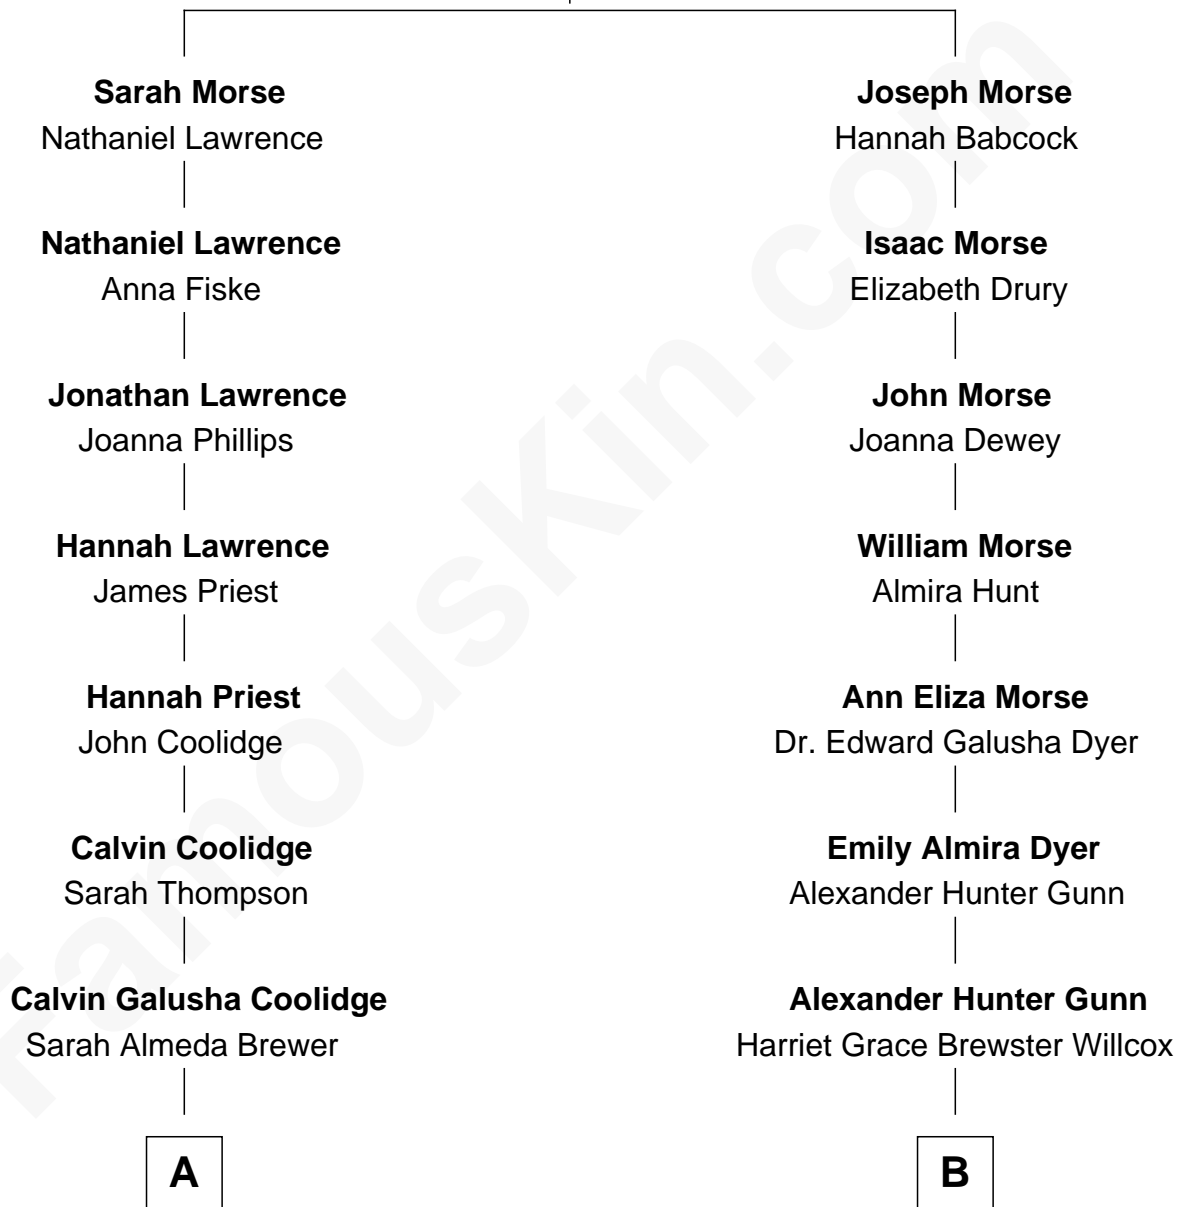 Sarah Morse
Nathaniel Lawrence
Nathaniel Lawrence
Anna Fiske
Jonathan Lawrence
Joanna Phillips
Hannah Lawrence
James Priest
Hannah Priest
John Coolidge
Calvin Coolidge
Sarah Thompson
Calvin Galusha Coolidge
Sarah Almeda Brewer
A
Joseph Morse
Hannah Babcock
Isaac Morse
Elizabeth Drury
John Morse
Joanna Dewey
William Morse
Almira Hunt
Ann Eliza Morse
Dr. Edward Galusha Dyer
Emily Almira Dyer
Alexander Hunter Gunn
Alexander Hunter Gunn
Harriet Grace Brewster Willcox
B
FamousKin.com